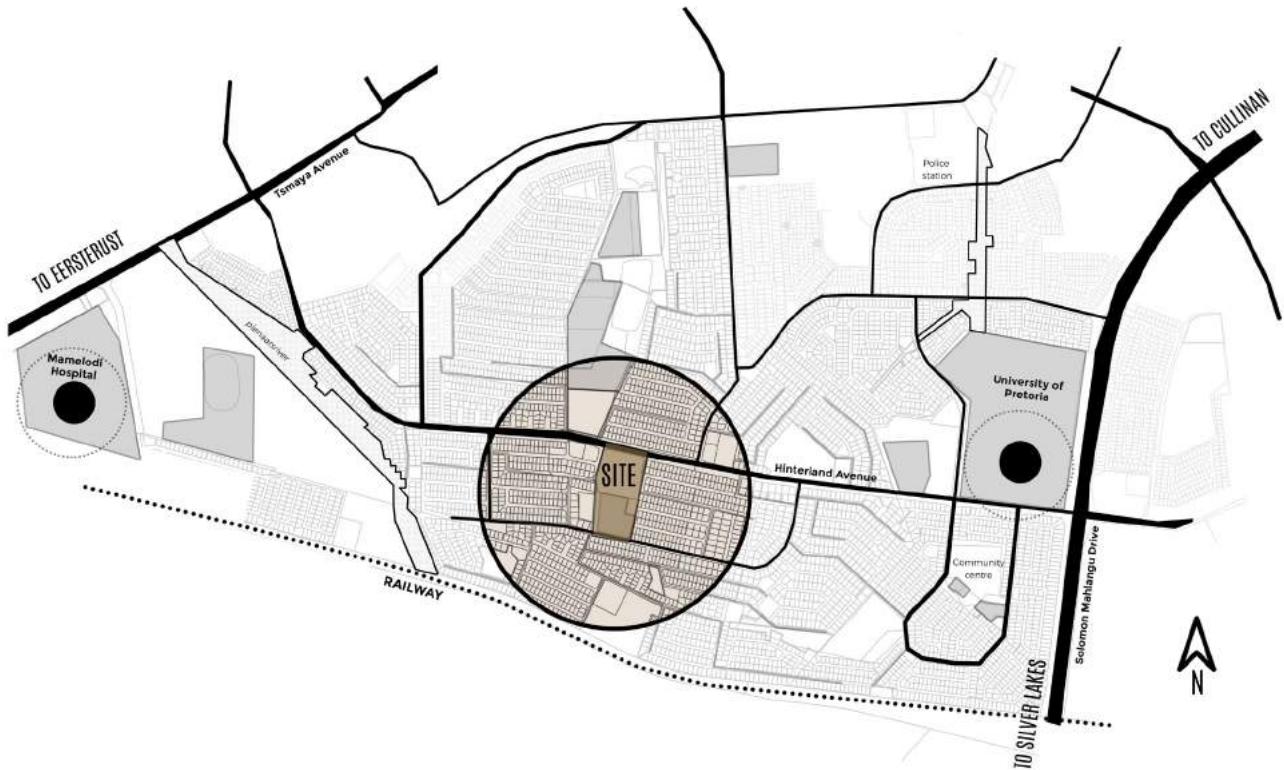 TO CULLINAN
Police
station
Tsmaya Avenue
TO EERSTERUST
pienaarsriver
Mamelodi
Hospital
University of
Pretoria
Hinterland Avenue
SITE
Community
centre
Solomon Mahlangu Drive
RAILWAY
TO SILVER LAKES
N